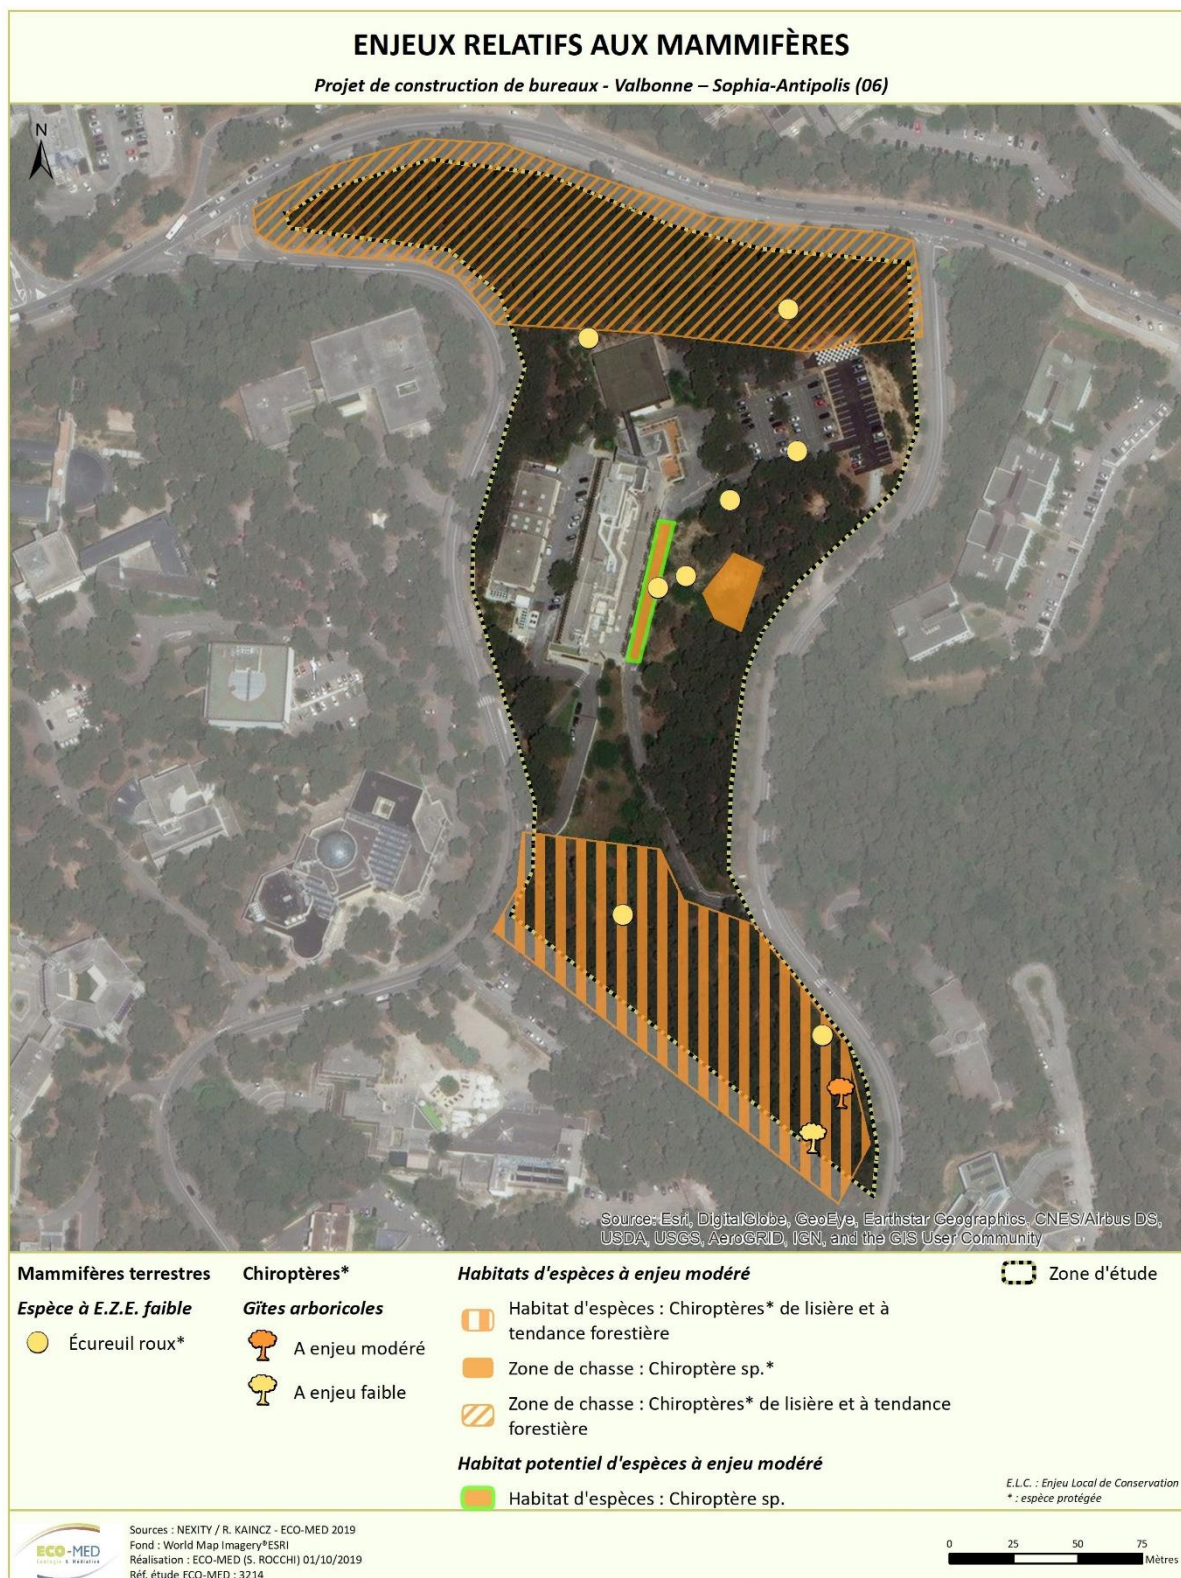 ENJEUX RELATIFS AUX MAMMIFÈRES
Projet de construction de bureaux - Valbonne – Sophia-Antipolis (06)
N
Source: Esri, DigitalGlobe, GeoEye, Earthstar Geographics, CNES/Airbus DS,
USDA, USGS, AeroGRID, IGN, and the GIS User Community
Mammifères terrestres
Espèce à E.Z.E. faible
Écureuil roux*
Chiroptères*
Gîtes arboricoles
A enjeu modéré
A enjeu faible
Habitats d'espèces à enjeu modéré
Habitat d'espèces : Chiroptères* de lisière et à
tendance forestière
Zone de chasse : Chiroptère sp.*
Zone de chasse : Chiroptères* de lisière et à tendance
forestière
Habitat potentiel d'espèces à enjeu modéré
Habitat d'espèces : Chiroptère sp.
Zone d'étude
E.L.C. : Enjeu Local de Conservation
* : espèce protégée
ECO-MED
Ecologie & Médiation
Sources : NEXITY / R. KAINCZ - ECO-MED 2019
Fond : World Map Imagery®ESRI
Réalisation : ECO-MED (S. ROCCHI) 01/10/2019
Réf. étude ECO-MED : 3214
0 25 50 75
Mètres